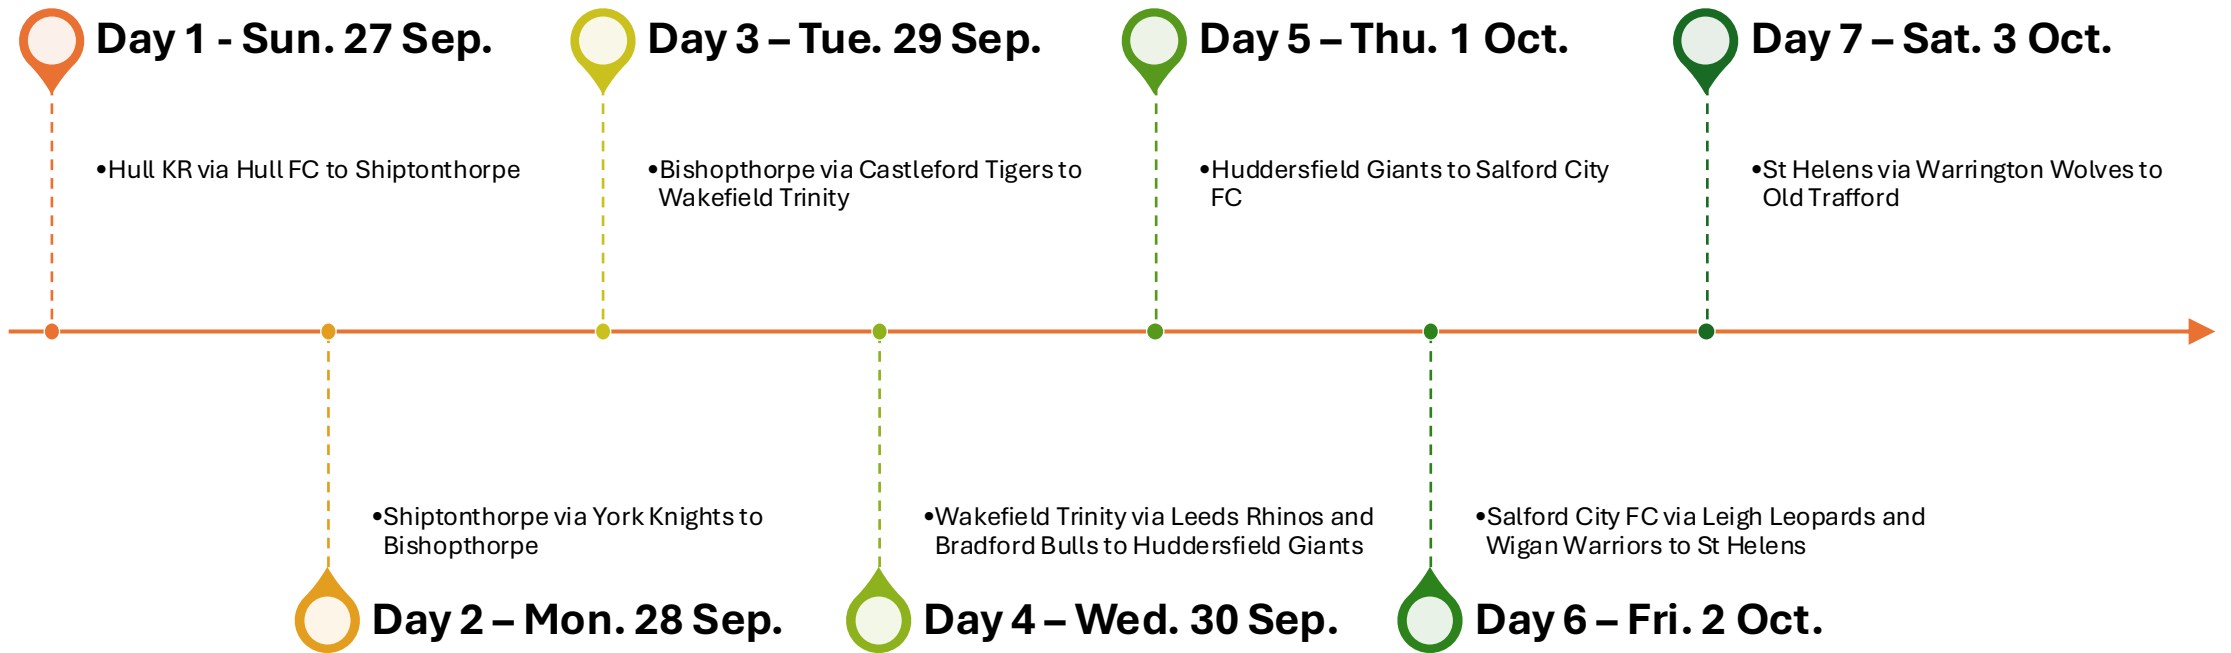 Day 1 - Sun. 27 Sep.
•Hull KR via Hull FC to Shiptonthorpe
Day 2 – Mon. 28 Sep.
•Shiptonthorpe via York Knights to
Bishopthorpe
Day 3 – Tue. 29 Sep.
•Bishopthorpe via Castleford Tigers to
Wakefield Trinity
Day 4 – Wed. 30 Sep.
•Wakefield Trinity via Leeds Rhinos and
Bradford Bulls to Huddersfield Giants
Day 5 – Thu. 1 Oct.
•Huddersfield Giants to Salford City
FC
Day 6 – Fri. 2 Oct.
•Salford City FC via Leigh Leopards and
Wigan Warriors to St Helens
Day 7 – Sat. 3 Oct.
•St Helens via Warrington Wolves to
Old Trafford